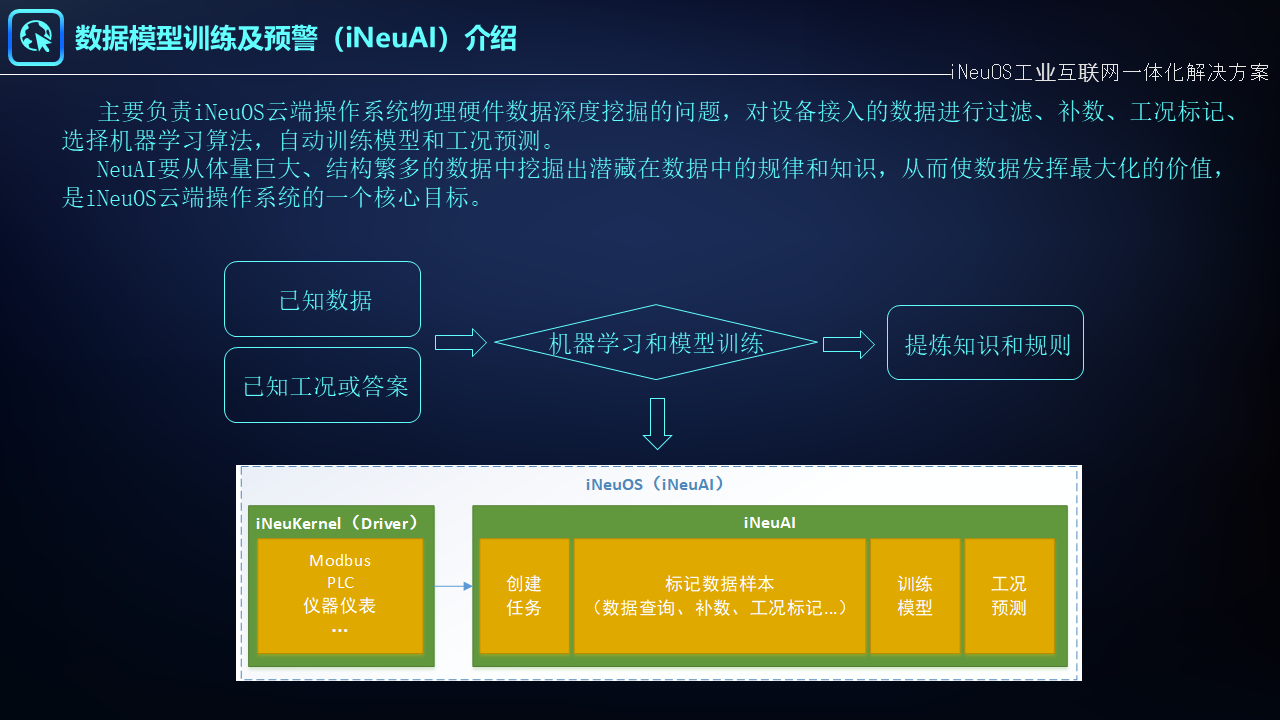 数据模型训练及预警（iNeuAI）介绍
iNeuOS工业互联网一体化解决方案
主要负责iNeuOS云端操作系统物理硬件数据深度挖掘的问题，对设备接入的数据进行过滤、补数、工况标记、
选择机器学习算法，自动训练模型和工况预测。
NeuAI要从体量巨大、结构繁多的数据中挖掘出潜藏在数据中的规律和知识，从而使数据发挥最大化的价值，
是iNeuOS云端操作系统的一个核心目标。
已知数据
已知工况或答案
机器学习和模型训练
提炼知识和规则
iNeuOS（iNeuAI）
iNeuKernel（Driver）
Modbus
PLC
仪器仪表
...
iNeuAI
创建
任务
标记数据样本
（数据查询、补数、工况标记...）
训练
模型
工况
预测